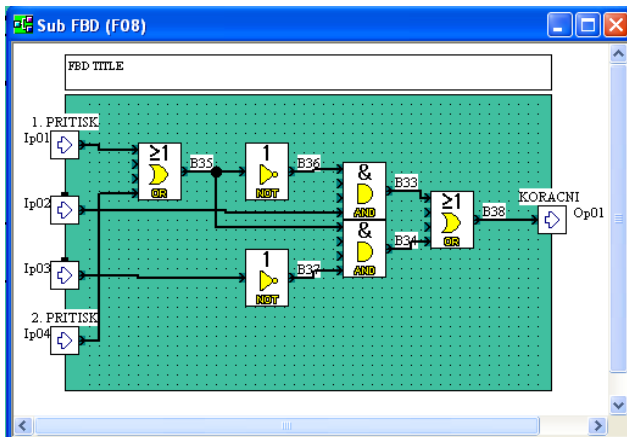 Sub FBD (F08)
FBD TITLE
1. PRITISK
Ip01
≥1
OR
B35
1
NOT
B36
&
AND
B33
≥1
OR
B38
KORACNI
Op01
Ip02
&
AND
B34
Ip03
1
NOT
B37
2. PRITISK
Ip04